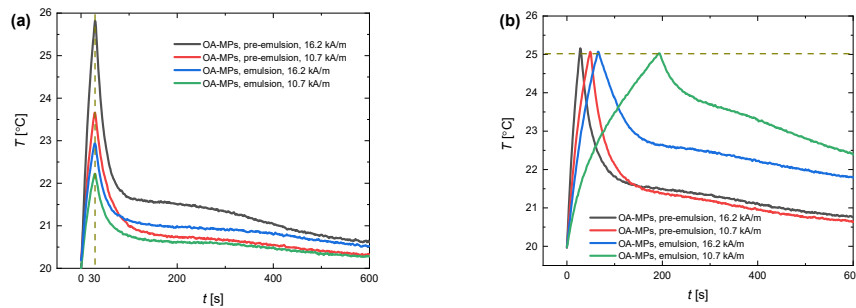 (a)
OA-MPs, pre-emulsion, 16.2 kA/m
OA-MPs, pre-emulsion, 10.7 kA/m
OA-MPs, emulsion, 16.2 kA/m
OA-MPs, emulsion, 10.7 kA/m
T [°C]
26
25
24
23
22
21
20
0 30 200 400 600
t [s]
(b)
T [°C]
26
25
24
23
22
21
20
OA-MPs, pre-emulsion, 16.2 kA/m
OA-MPs, pre-emulsion, 10.7 kA/m
OA-MPs, emulsion, 16.2 kA/m
OA-MPs, emulsion, 10.7 kA/m
0 200 400 600
t [s]